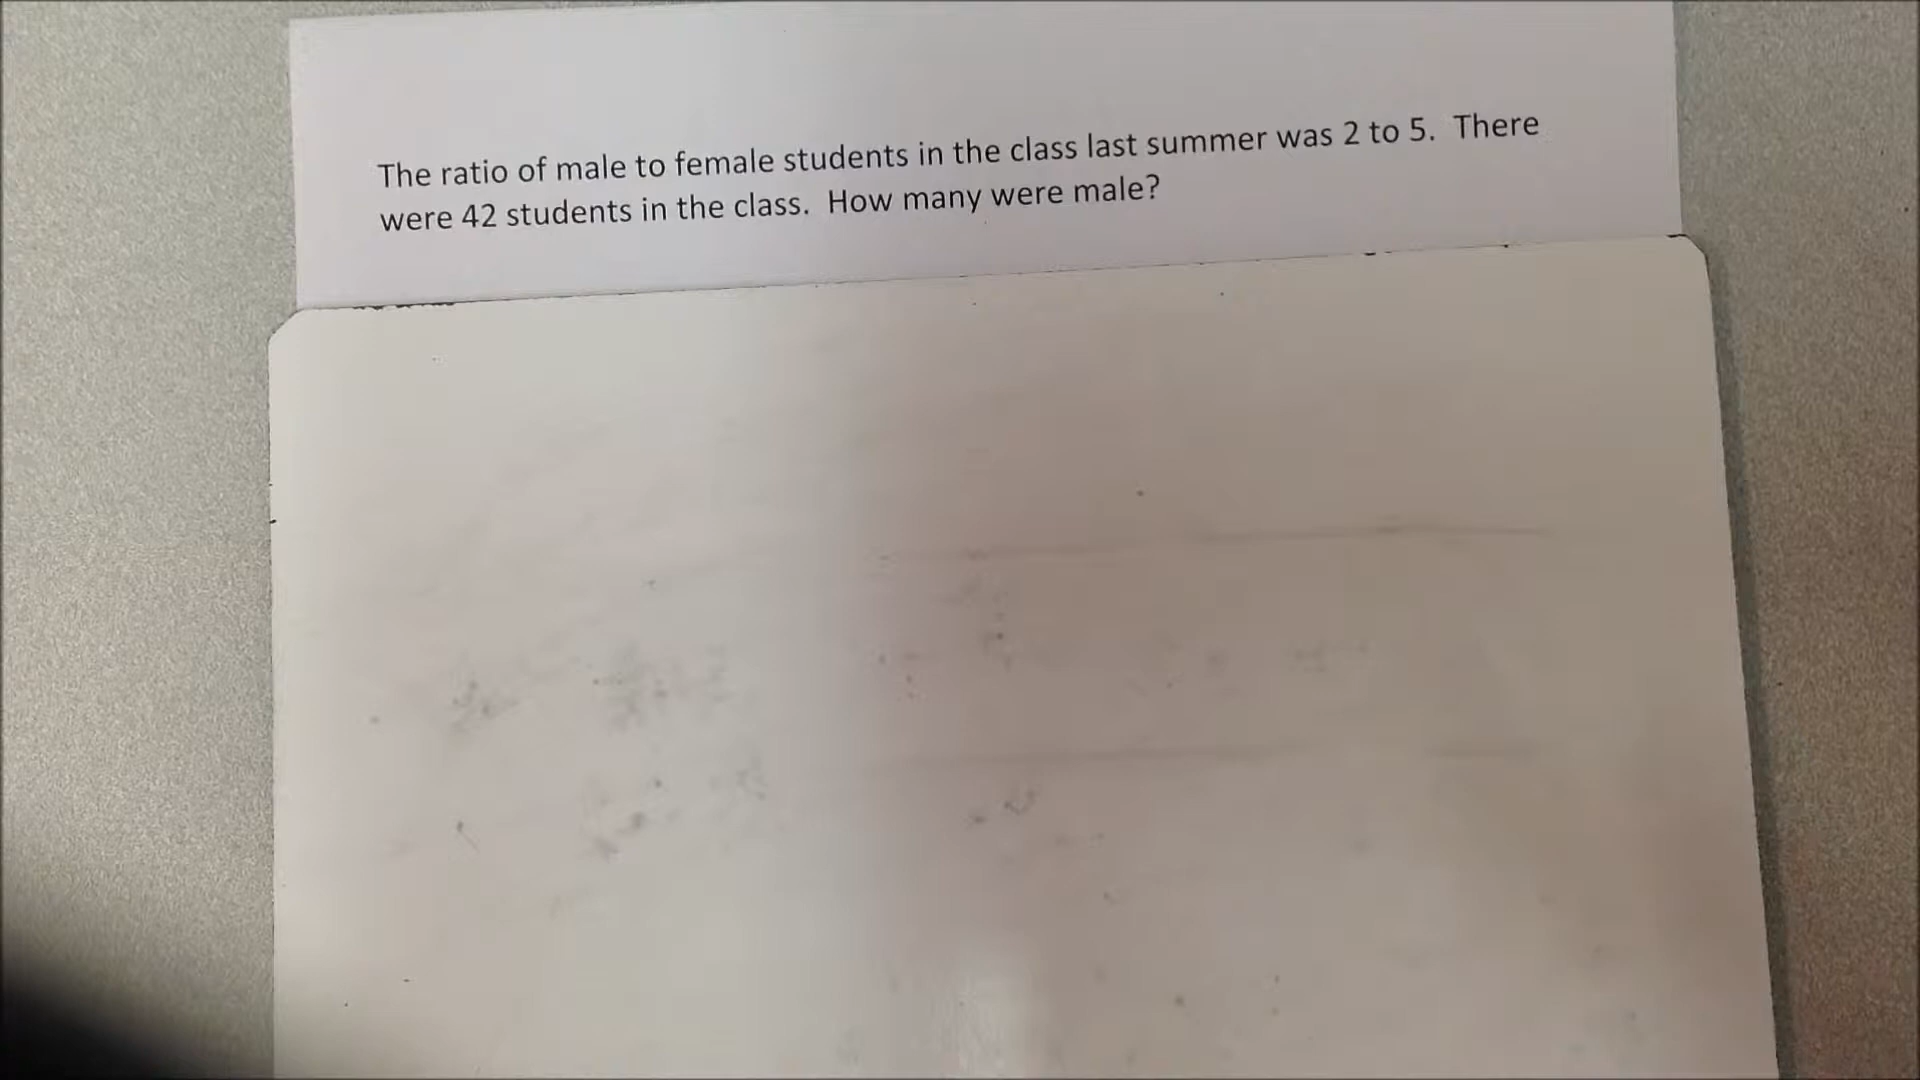 The ratio of male to female students in the class last summer was 2 to 5.  There
were 42 students in the class.  How many were male?